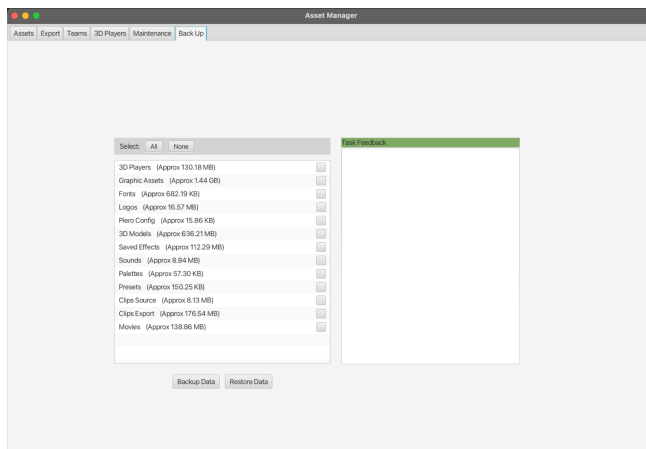 Asset Manager
Assets Export Teams 3D Players Maintenance Back Up
Select: All None
3D Players (Approx 130.18 MB)
Graphic Assets (Approx 1.44 GB)
Fonts (Approx 682.19 KB)
Logos (Approx 16.57 MB)
Piero Config (Approx 15.86 KB)
3D Models (Approx 636.21 MB)
Saved Effects (Approx 112.29 MB)
Sounds (Approx 8.94 MB)
Palettes (Approx 57.30 KB)
Presets (Approx 150.25 KB)
Clips Source (Approx 8.13 MB)
Clips Export (Approx 176.54 MB)
Movies (Approx 138.86 MB)
Backup Data Restore Data
Task Feedback